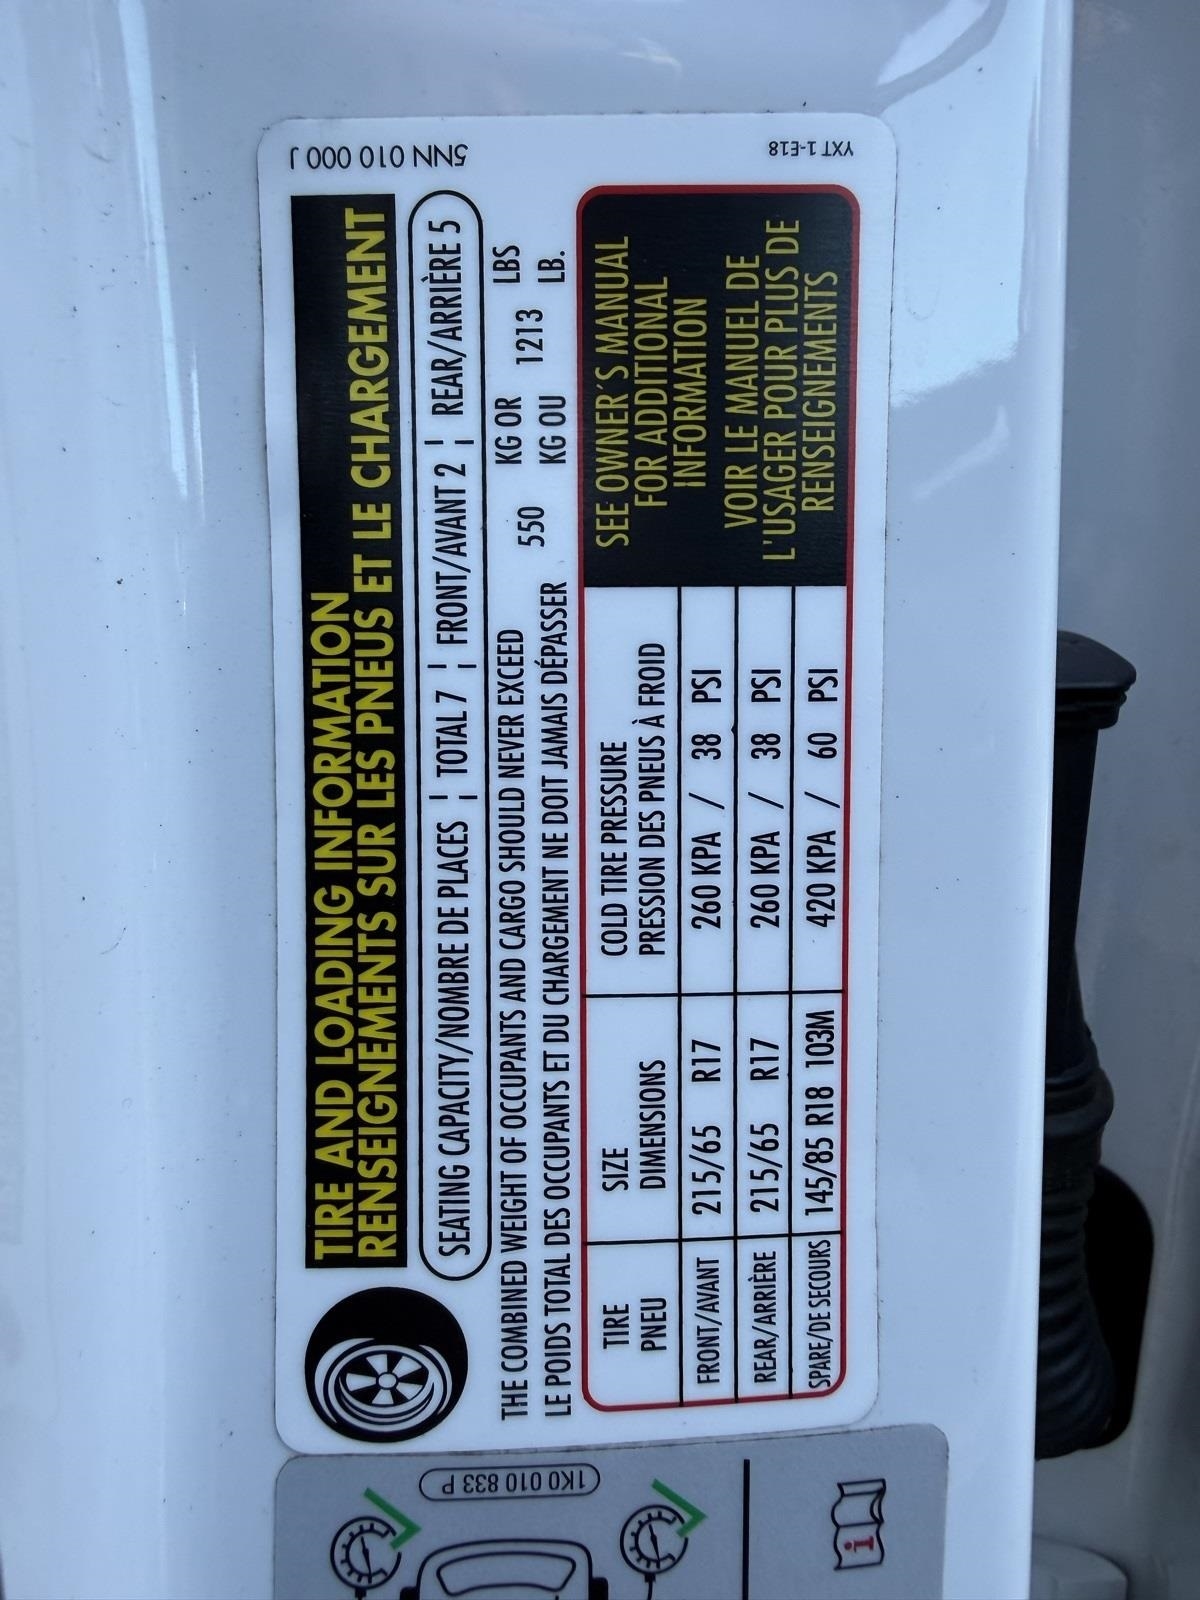 5NN 010 000 J
YXT 1-E18
TIRE AND LOADING INFORMATION
RENSEIGNEMENTS SUR LES PNEUS ET LE CHARGEMENT
SEATING CAPACITY/NOMBRE DE PLACES ¦ TOTAL 7 ¦ FRONT/AVANT 2 ¦ REAR/ARRIÈRE 5
THE COMBINED WEIGHT OF OCCUPANTS AND CARGO SHOULD NEVER EXCEED 550 KG OR 1213 LBS
LE POIDS TOTAL DES OCCUPANTS ET DU CHARGEMENT NE DOIT JAMAIS DÉPASSER KG OU LB.
TIRE SIZE COLD TIRE PRESSURE
PNEU DIMENSIONS PRESSION DES PNEUS À FROID
FRONT/AVANT 215/65 R17 260 KPA / 38 PSI
REAR/ARRIÈRE 215/65 R17 260 KPA / 38 PSI
SPARE/DE SECOURS 145/85 R18 103M 420 KPA / 60 PSI
SEE OWNER'S MANUAL
FOR ADDITIONAL
INFORMATION
VOIR LE MANUEL DE
L'USAGER POUR PLUS DE
RENSEIGNEMENTS
1K0 010 833 P
i